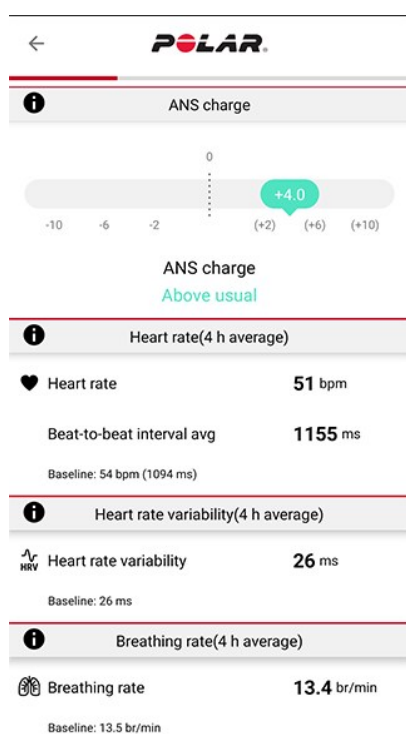 POLAR.
ANS charge
0
+4.0
-10 -6 -2 (+2) (+6) (+10)
ANS charge
Above usual
Heart rate(4 h average)
Heart rate 51 bpm
Beat-to-beat interval avg 1155 ms
Baseline: 54 bpm (1094 ms)
Heart rate variability(4 h average)
HRV Heart rate variability 26 ms
Baseline: 26 ms
Breathing rate(4 h average)
Breathing rate 13.4 br/min
Baseline: 13.5 br/min